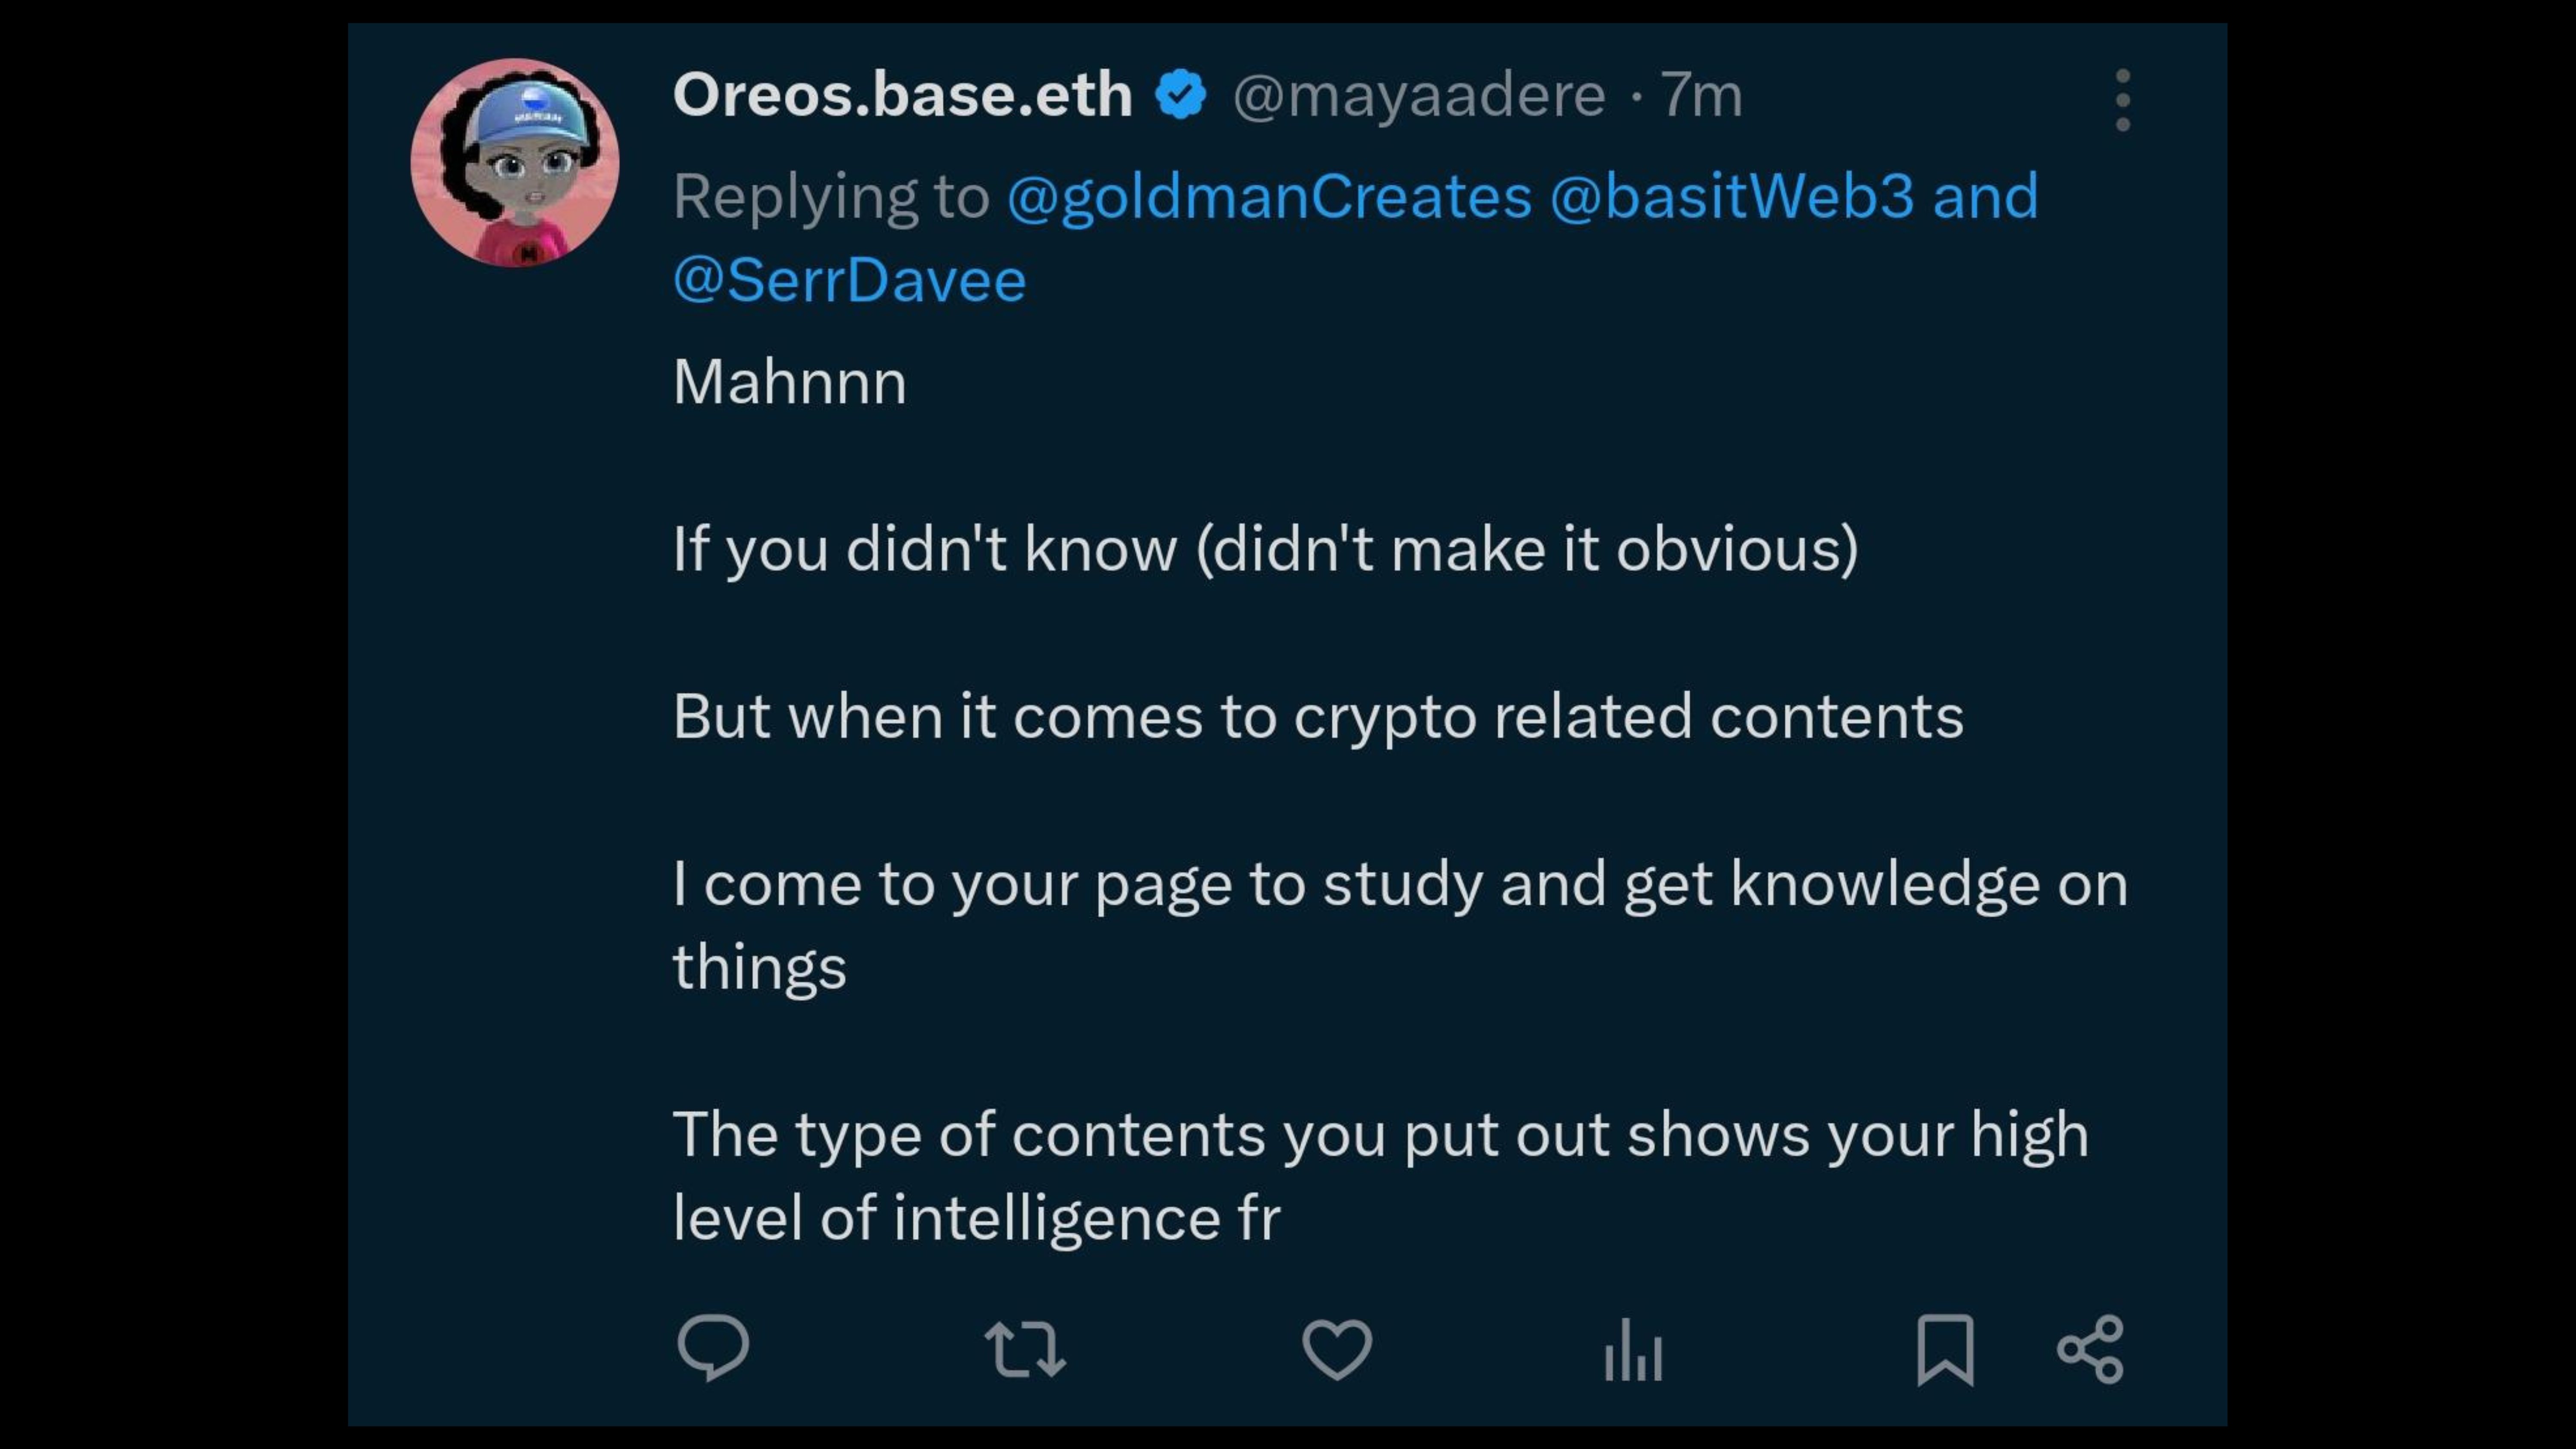 Oreos.base.eth @mayaadere · 7m
Replying to @goldmanCreates @basitWeb3 and
@SerrDavee
Mahnnn
If you didn't know (didn't make it obvious)
But when it comes to crypto related contents
I come to your page to study and get knowledge on
things
The type of contents you put out shows your high
level of intelligence fr
M